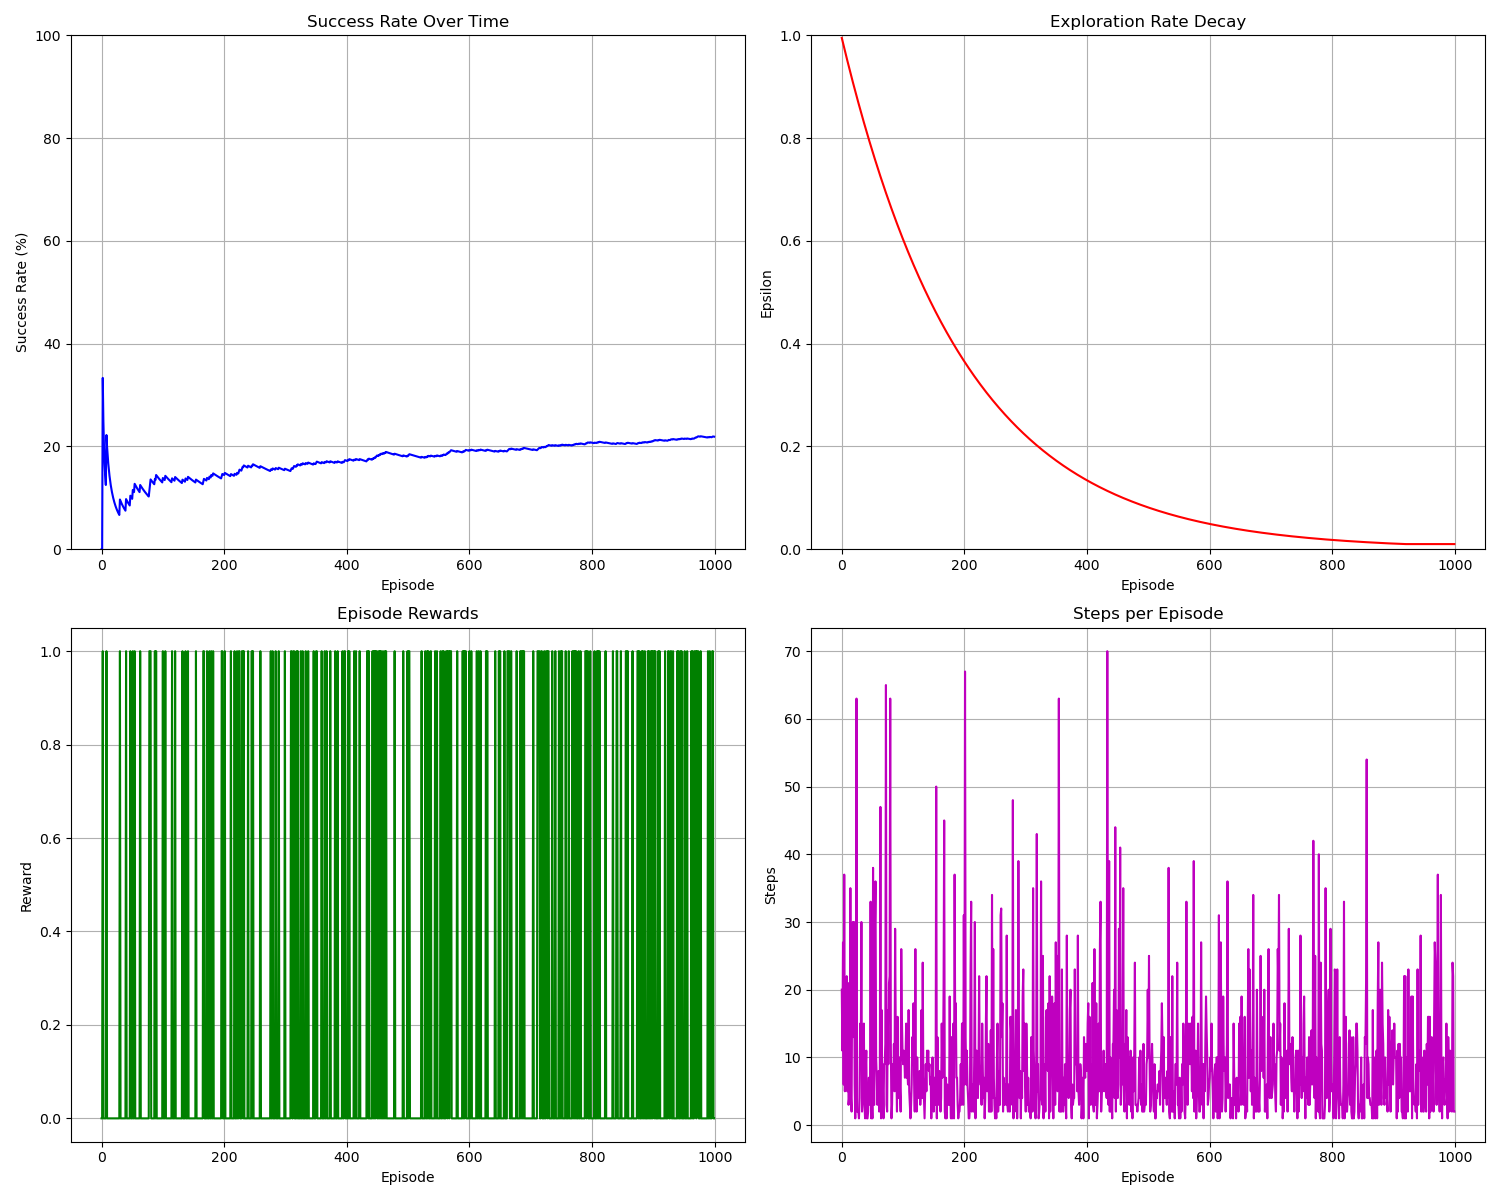 Success Rate Over Time
Success Rate (%)
100
80
60
40
20
0
0 200 400 600 800 1000
Episode
Exploration Rate Decay
Epsilon
1.0
0.8
0.6
0.4
0.2
0.0
0 200 400 600 800 1000
Episode
Episode Rewards
Reward
1.0
0.8
0.6
0.4
0.2
0.0
0 200 400 600 800 1000
Episode
Steps per Episode
Steps
70
60
50
40
30
20
10
0
0 200 400 600 800 1000
Episode